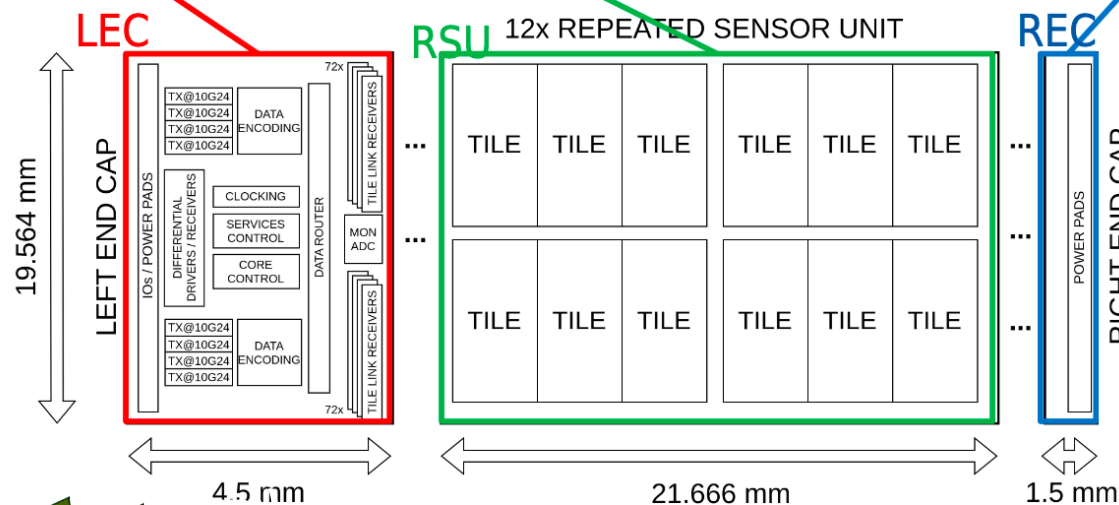 LEC
RSU
12x REPEATED SENSOR UNIT
REC
19.564 mm
LEFT END CAP
IOs / POWER PADS
TX@10G24
TX@10G24
TX@10G24
TX@10G24
DATA
ENCODING
DIFFERENTIAL
DRIVERS / RECEIVERS
CLOCKING
SERVICES
CONTROL
CORE
CONTROL
TX@10G24
TX@10G24
TX@10G24
TX@10G24
DATA
ENCODING
DATA ROUTER
72x
TILE LINK RECEIVERS
MON
ADC
72x
TILE LINK RECEIVERS
...
...
TILE TILE TILE TILE TILE TILE
TILE TILE TILE TILE TILE TILE
...
...
...
POWER PADS
RIGHT END CAP
4.5 mm
21.666 mm
1.5 mm